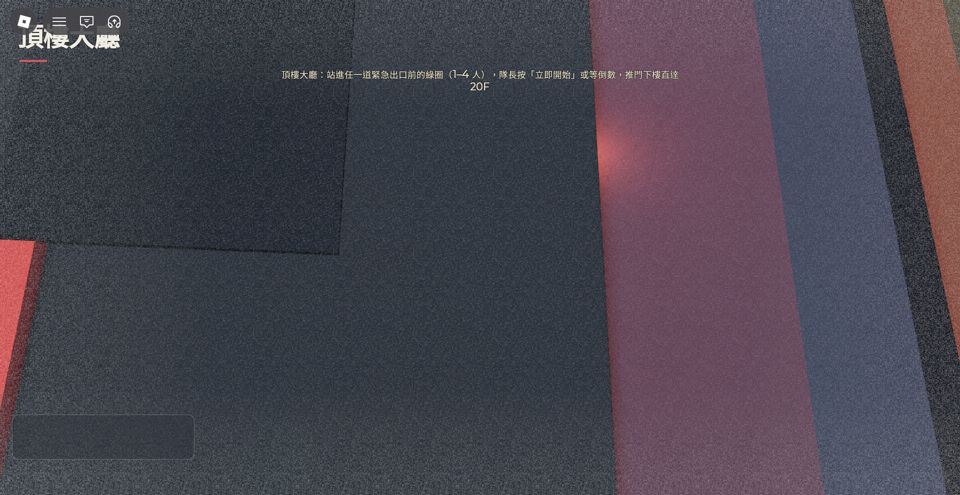 頂樓大廳
頂樓大廳：站進任一道緊急出口前的綠圈（1–4 人），隊長按「立即開始」或等倒數，推門下樓直達
20F